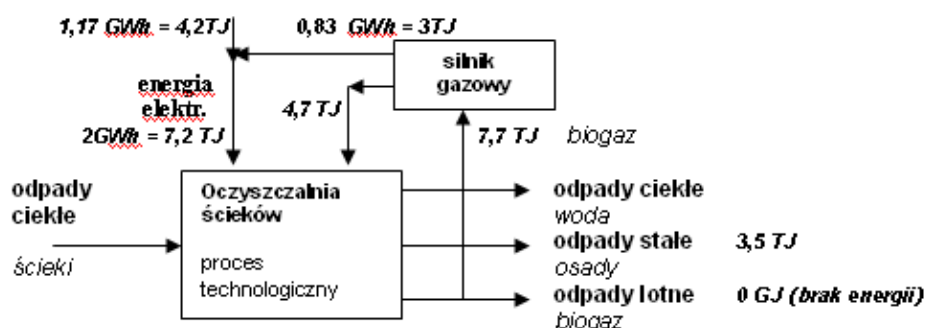 1,17 GWh = 4,2TJ
0,83 GWh = 3TJ
silnik
gazowy
energia
elektr.
2GWh = 7,2 TJ
4,7 TJ
7,7 TJ biogaz
odpady
ciekłe
ścieki
Oczyszczalnia
ścieków
proces
technologiczny
odpady ciekłe
woda
odpady stałe 3,5 TJ
osady
odpady lotne 0 GJ (brak energii)
biogaz